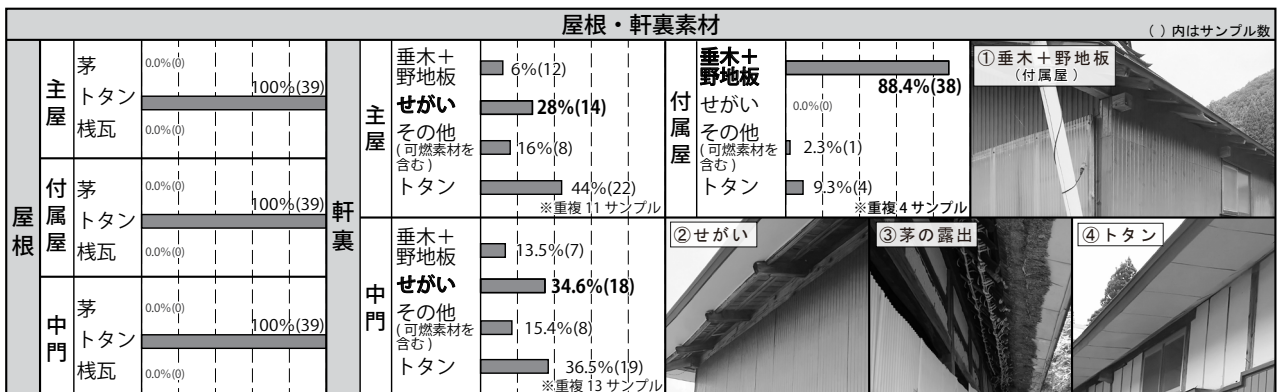 屋根・軒裏素材
( ) 内はサンプル数
屋根
主屋
茅
0.0%(0)
トタン
100%(39)
桟瓦
0.0%(0)
付属屋
茅
0.0%(0)
トタン
100%(39)
桟瓦
0.0%(0)
中門
茅
0.0%(0)
トタン
100%(39)
桟瓦
0.0%(0)
軒裏
主屋
垂木＋
野地板
6%(12)
せがい
28%(14)
その他
(可燃素材を
含む)
16%(8)
トタン
44%(22)
※重複 11 サンプル
中門
垂木＋
野地板
13.5%(7)
せがい
34.6%(18)
その他
(可燃素材を
含む)
15.4%(8)
トタン
36.5%(19)
※重複 13 サンプル
付属屋
垂木＋
野地板
88.4%(38)
せがい
0.0%(0)
その他
(可燃素材を
含む)
2.3%(1)
トタン
9.3%(4)
※重複 4 サンプル
①垂木＋野地板
(付属屋)
②せがい
③茅の露出
④トタン